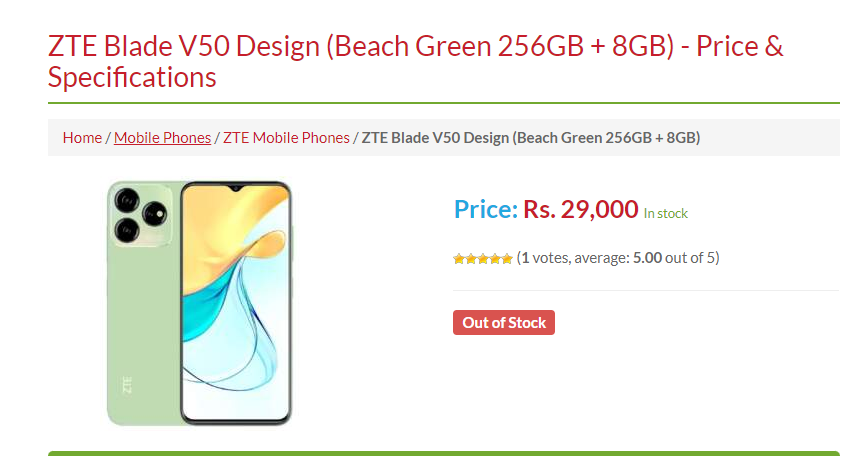 ZTE Blade V50 Design (Beach Green 256GB + 8GB) - Price &
Specifications
Home / Mobile Phones / ZTE Mobile Phones / ZTE Blade V50 Design (Beach Green 256GB + 8GB)
Price: Rs. 29,000 In stock
(1 votes, average: 5.00 out of 5)
Out of Stock
ZTE